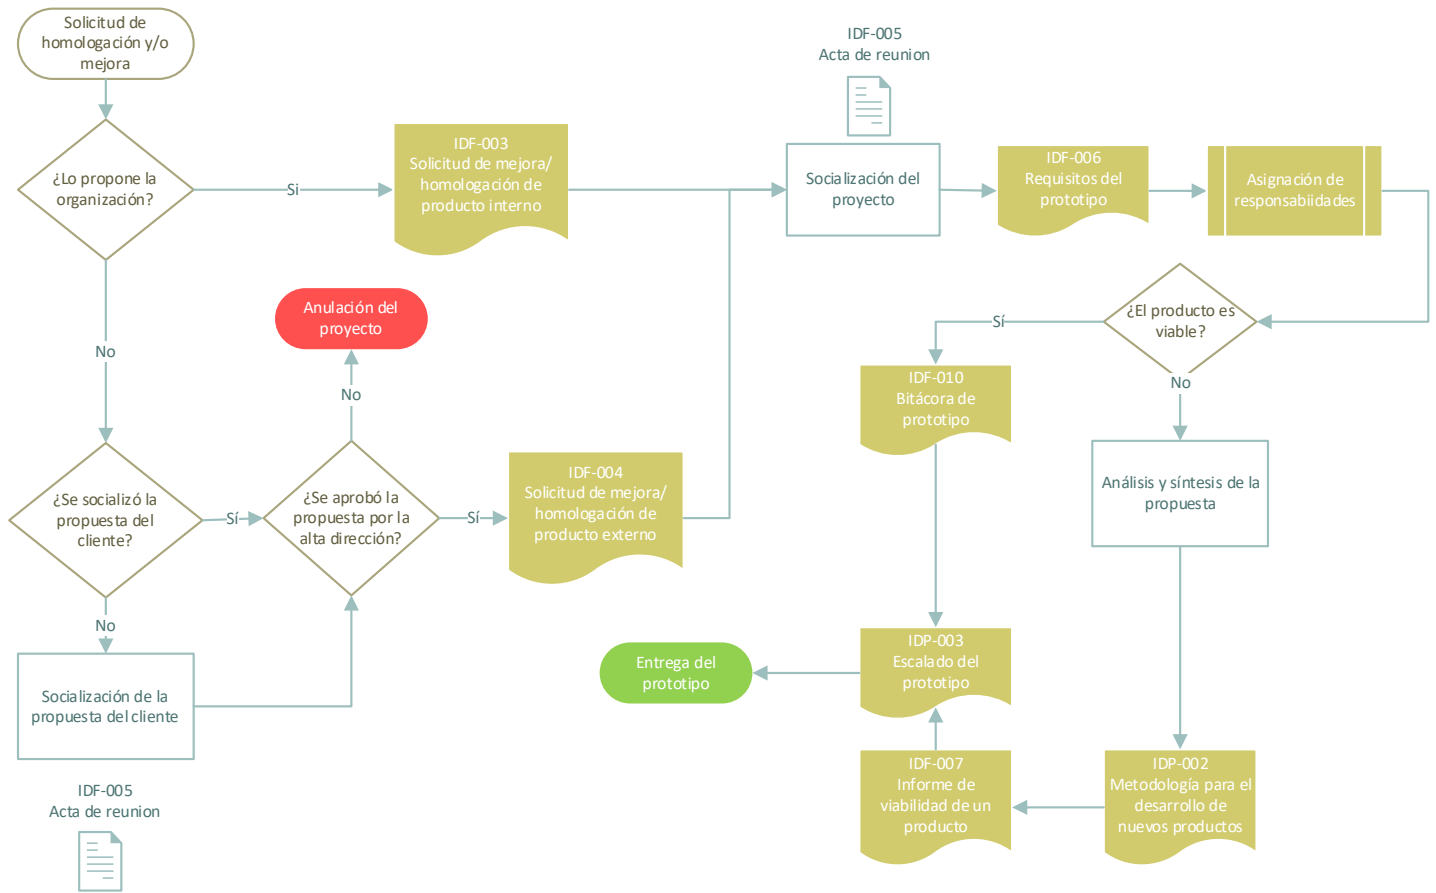 Solicitud de
homologación y/o
mejora
¿Lo propone la
organización?
Si
IDF-003
Solicitud de mejora/
homologación de
producto interno
IDF-005
Acta de reunion
Socialización del
proyecto
IDF-006
Requisitos del
prototipo
Asignación de
responsabiidades
¿El producto es
viable?
Sí
No
IDF-010
Bitácora de
prototipo
Análisis y síntesis de la
propuesta
No
Anulación del
proyecto
No
¿Se socializó la
propuesta del
cliente?
Sí
¿Se aprobó la
propuesta por la
alta dirección?
Sí
IDF-004
Solicitud de mejora/
homologación de
producto externo
No
Socialización de la
propuesta del cliente
IDF-005
Acta de reunion
Entrega del
prototipo
IDP-003
Escalado del
prototipo
IDF-007
Informe de
viabilidad de un
producto
IDP-002
Metodología para el
desarrollo de
nuevos productos